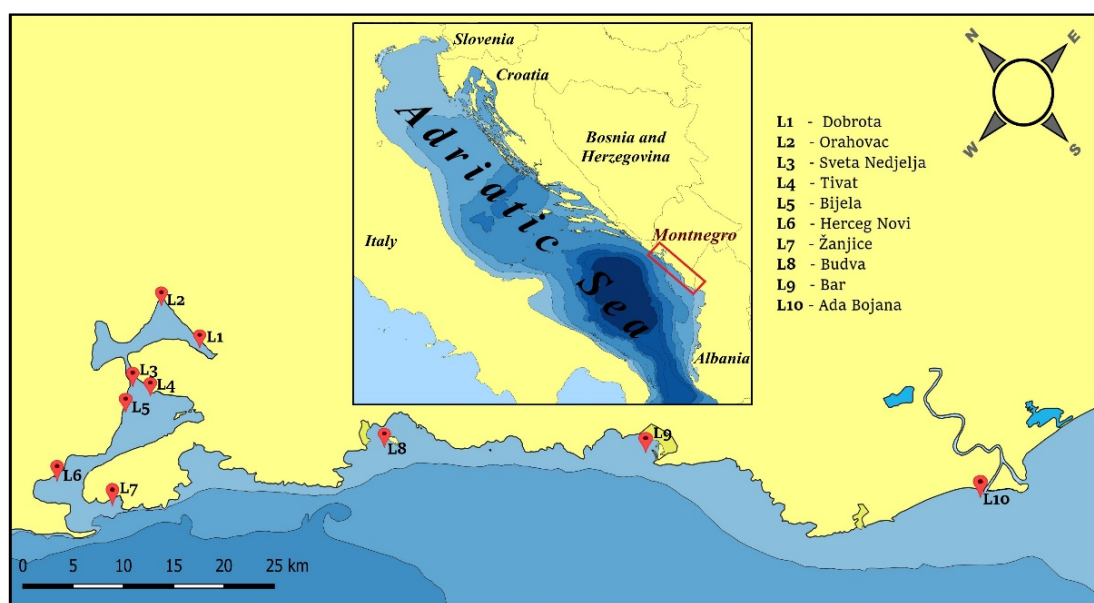 Slovenia
Croatia
Bosnia and
Herzegovina
Adriatic
Sea
Italy
Montnegro
Albania
N
E
W
S
L1 - Dobrota
L2 - Orahovac
L3 - Sveta Nedjelja
L4 - Tivat
L5 - Bijela
L6 - Herceg Novi
L7 - Žanjice
L8 - Budva
L9 - Bar
L10 - Ada Bojana
L2
L1
L3
L4
L5
L6
L7
L8
L9
L10
0 5 10 15 20 25 km